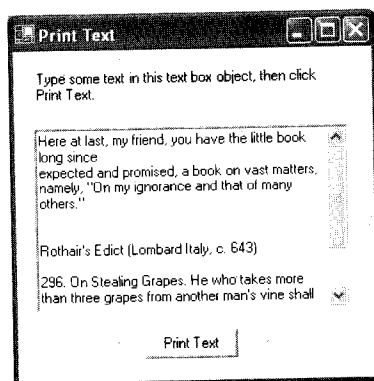 Print Text
Type some text in this text box object, then click
Print Text.
Here at last, my friend, you have the little book
long since
expected and promised, a book on vast matters,
namely, "On my ignorance and that of many
others."
Rothair's Edict (Lombard Italy, c. 643)
296. On Stealing Grapes. He who takes more
than three grapes from another man's vine shall
Print Text